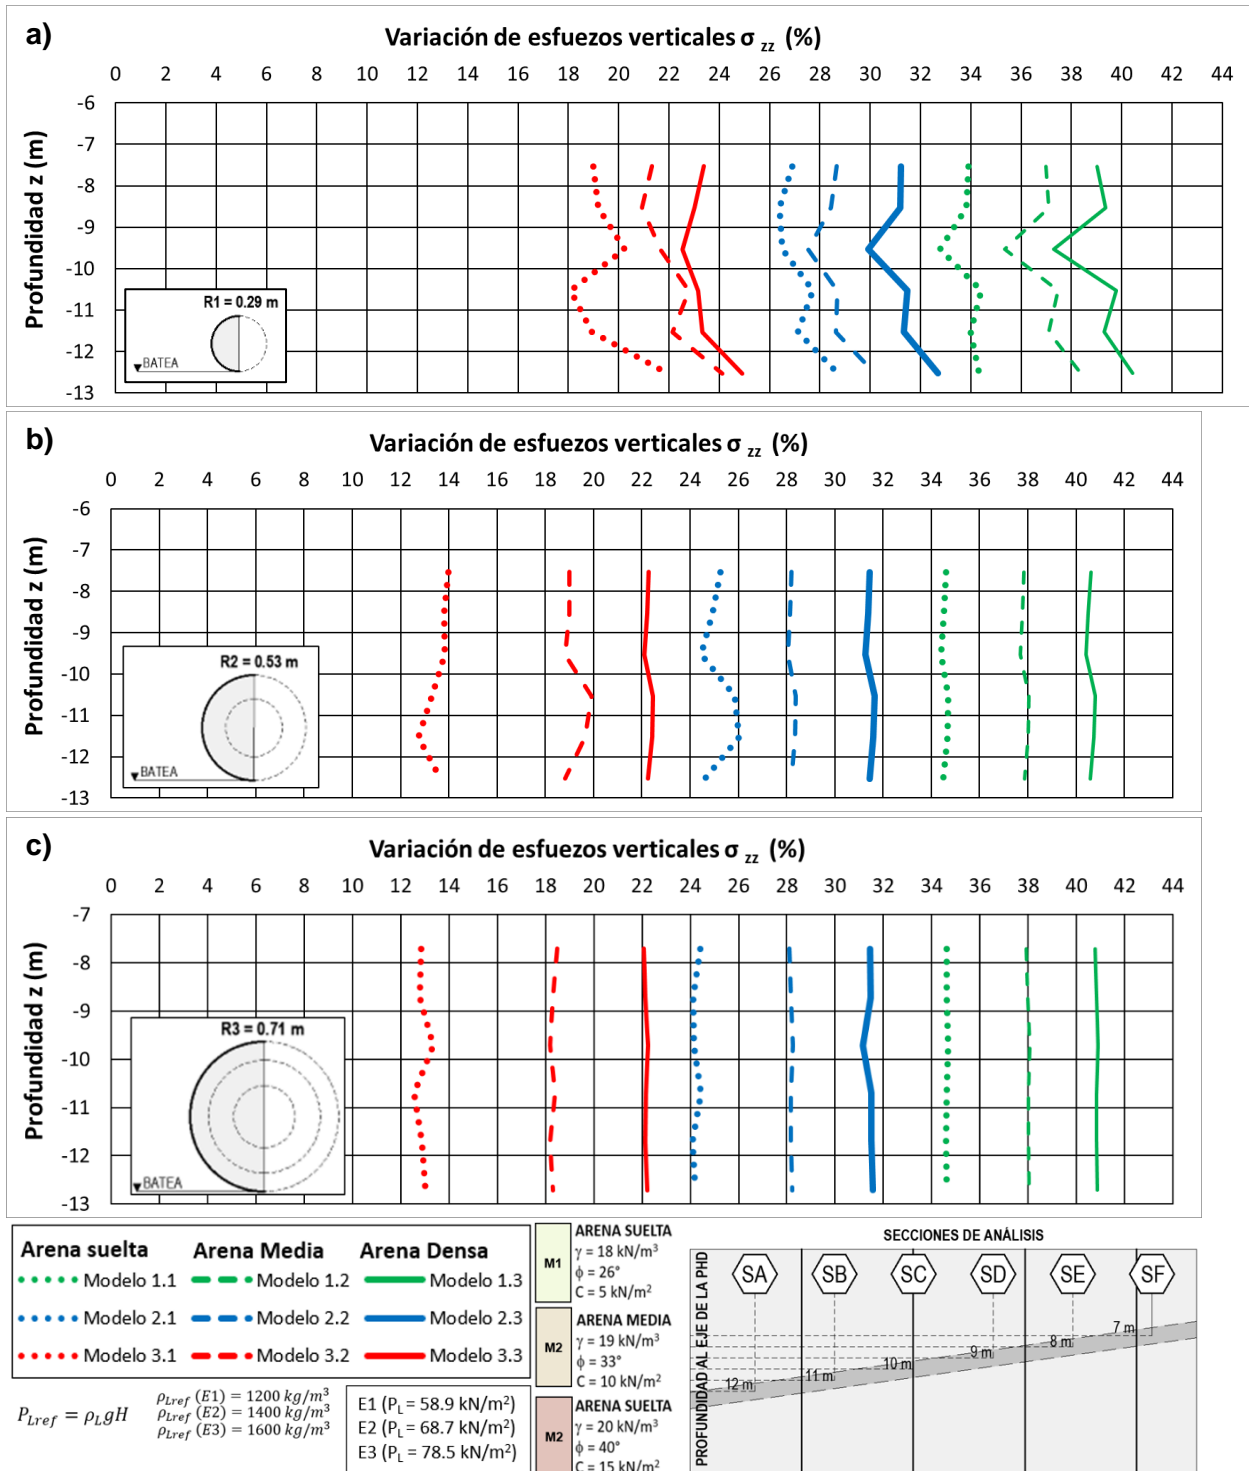 a)
Variación de esfuezos verticales σ zz (%)
0 2 4 6 8 10 12 14 16 18 20 22 24 26 28 30 32 34 36 38 40 42 44
Profundidad z (m)
-6
-7
-8
-9
-10
-11
-12
-13
R1 = 0.29 m
BATEA
b)
Variación de esfuezos verticales σ zz (%)
0 2 4 6 8 10 12 14 16 18 20 22 24 26 28 30 32 34 36 38 40 42 44
Profundidad z (m)
-6
-7
-8
-9
-10
-11
-12
-13
R2 = 0.53 m
BATEA
c)
Variación de esfuezos verticales σ zz (%)
0 2 4 6 8 10 12 14 16 18 20 22 24 26 28 30 32 34 36 38 40 42 44
Profundidad z (m)
-7
-8
-9
-10
-11
-12
-13
R3 = 0.71 m
BATEA
Arena suelta Arena Media Arena Densa
Modelo 1.1 Modelo 1.2 Modelo 1.3
Modelo 2.1 Modelo 2.2 Modelo 2.3
Modelo 3.1 Modelo 3.2 Modelo 3.3
P_Lref = ρ_L gH
ρ_Lref (E1) = 1200 kg/m³
ρ_Lref (E2) = 1400 kg/m³
ρ_Lref (E3) = 1600 kg/m³
E1 (P_L = 58.9 kN/m²)
E2 (P_L = 68.7 kN/m²)
E3 (P_L = 78.5 kN/m²)
M1
ARENA SUELTA
γ = 18 kN/m³
ϕ = 26°
C = 5 kN/m²
M2
ARENA MEDIA
γ = 19 kN/m³
ϕ = 33°
C = 10 kN/m²
M2
ARENA SUELTA
γ = 20 kN/m³
ϕ = 40°
C = 15 kN/m²
SECCIONES DE ANÁLISIS
PROFUNDIDAD AL EJE DE LA PHD
SA SB SC SD SE SF
12 m 11 m 10 m 9 m 8 m 7 m